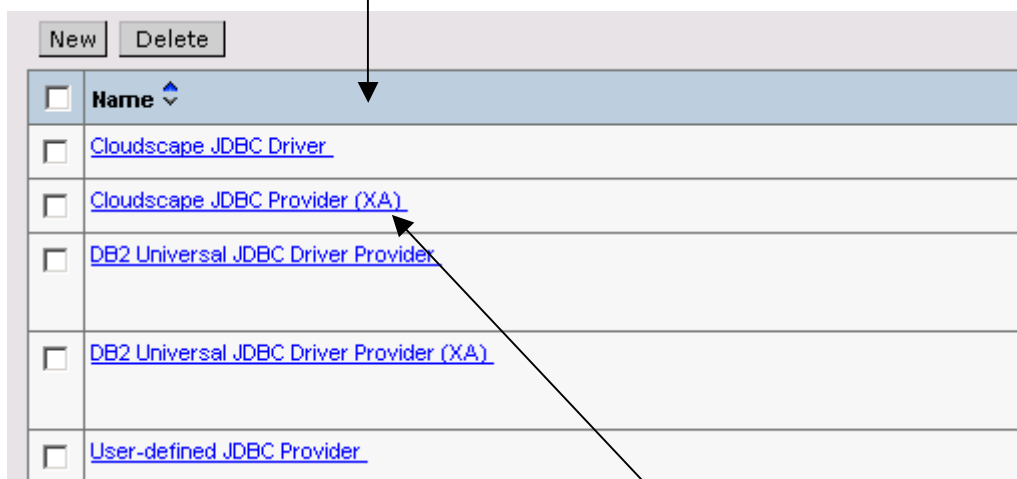 New Delete
Name
Cloudscape JDBC Driver
Cloudscape JDBC Provider (XA)
DB2 Universal JDBC Driver Provider
DB2 Universal JDBC Driver Provider (XA)
User-defined JDBC Provider